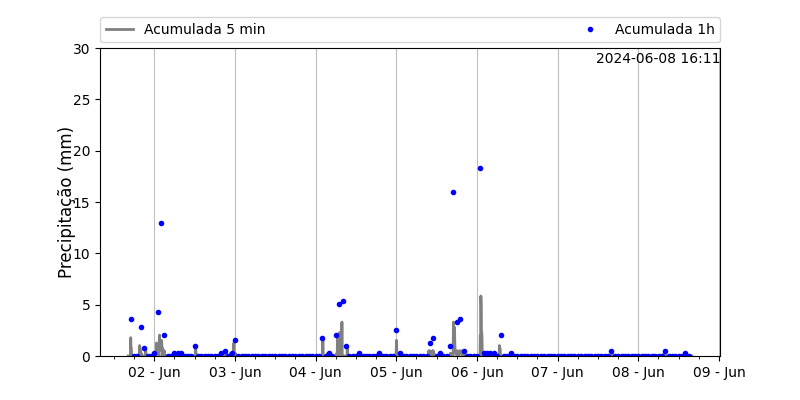 Acumulada 5 min Acumulada 1h
2024-06-08 16:11
Precipitação (mm)
30
25
20
15
10
5
0
02 - Jun 03 - Jun 04 - Jun 05 - Jun 06 - Jun 07 - Jun 08 - Jun 09 - Jun